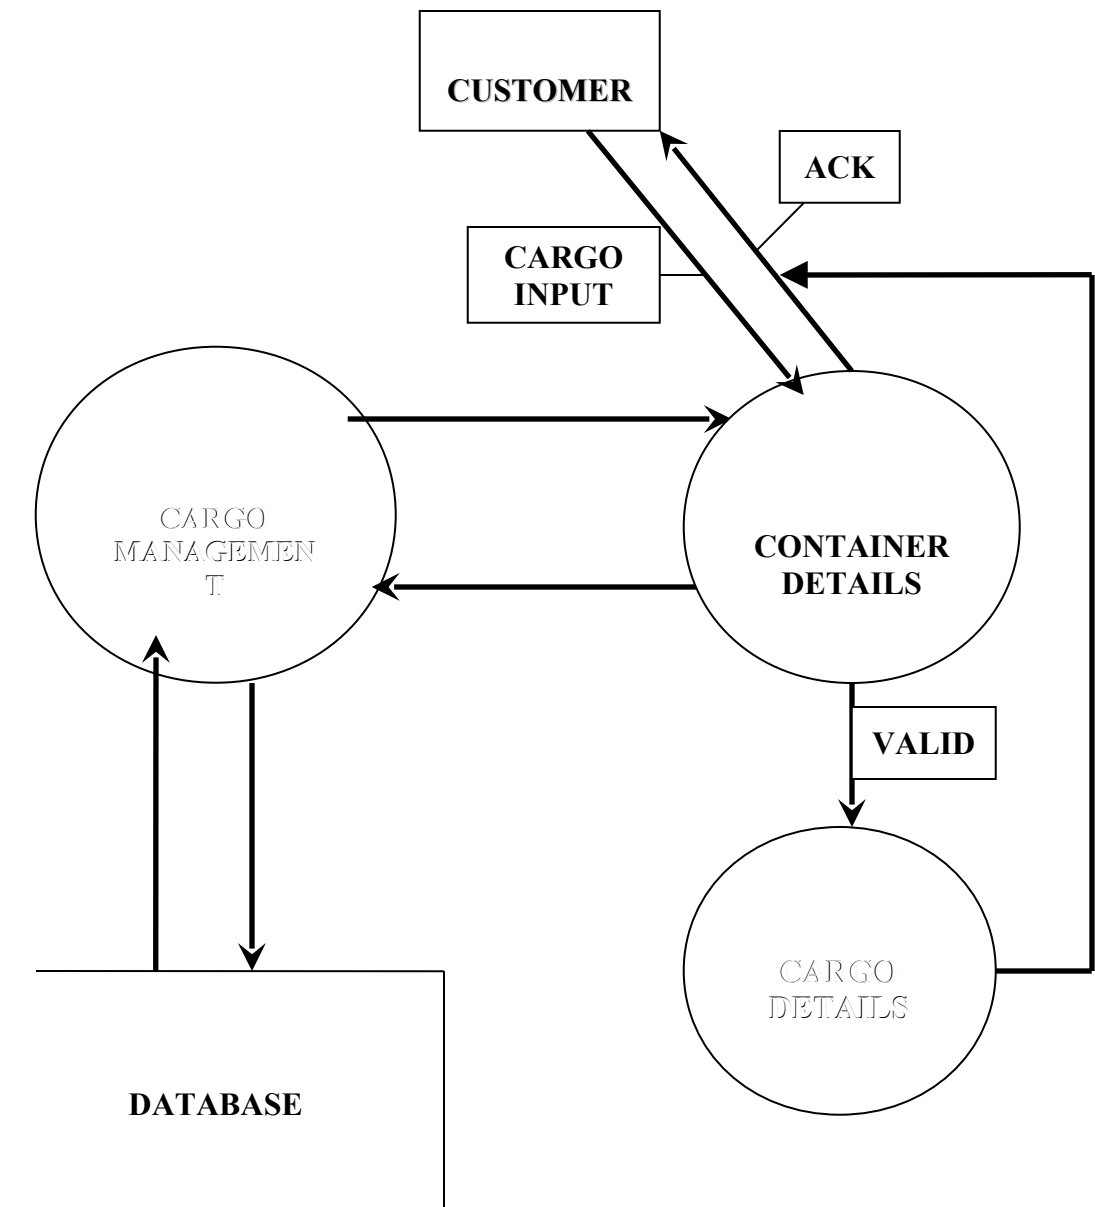 CUSTOMER
ACK
CARGO
INPUT
CARGO
MANAGEMEN
T
CONTAINER
DETAILS
VALID
CARGO
DETAILS
DATABASE